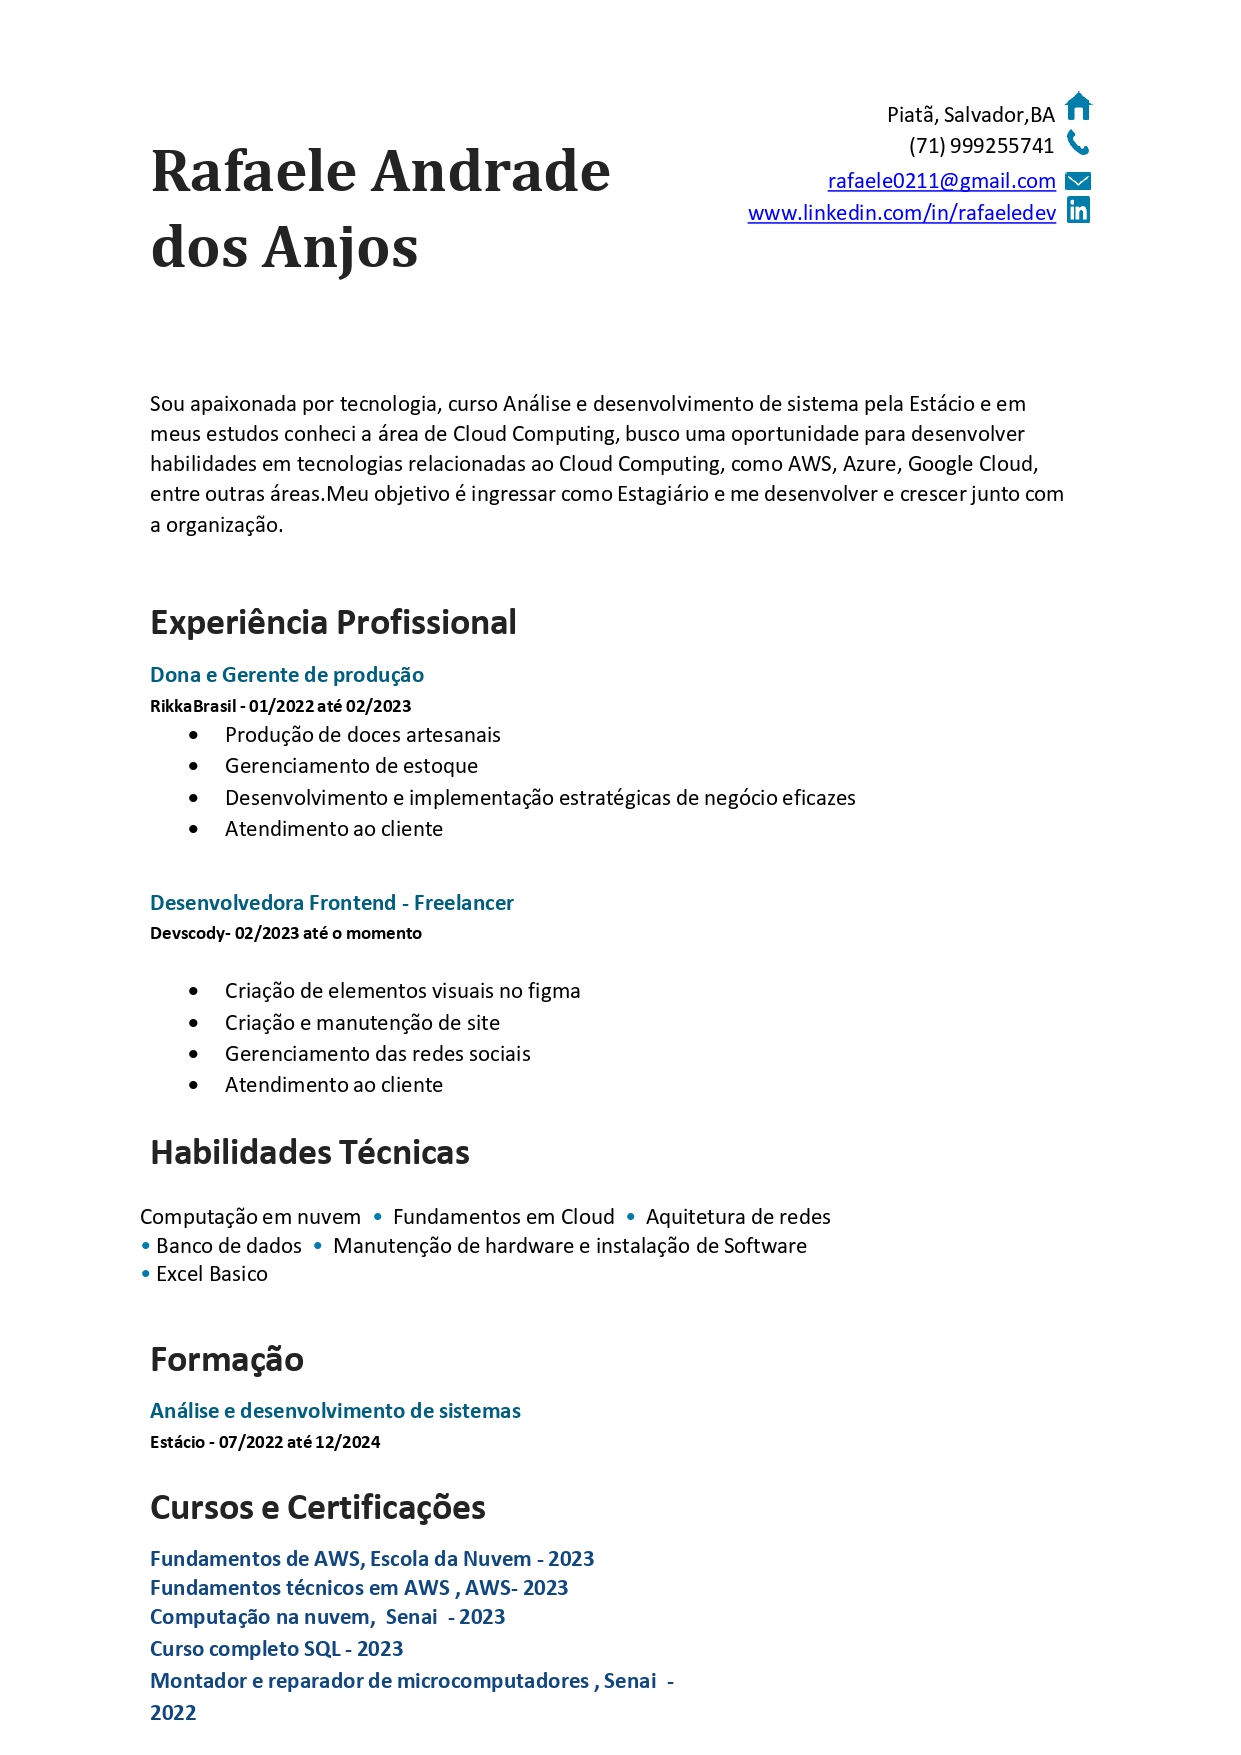 Piatã, Salvador,BA
(71) 999255741
rafaele0211@gmail.com
www.linkedin.com/in/rafaeledev
Rafaele Andrade
dos Anjos
Sou apaixonada por tecnologia, curso Análise e desenvolvimento de sistema pela Estácio e em
meus estudos conheci a área de Cloud Computing, busco uma oportunidade para desenvolver
habilidades em tecnologias relacionadas ao Cloud Computing, como AWS, Azure, Google Cloud,
entre outras áreas.Meu objetivo é ingressar como Estagiário e me desenvolver e crescer junto com
a organização.
Experiência Profissional
Dona e Gerente de produção
RikkaBrasil - 01/2022 até 02/2023
• Produção de doces artesanais
• Gerenciamento de estoque
• Desenvolvimento e implementação estratégicas de negócio eficazes
• Atendimento ao cliente
Desenvolvedora Frontend - Freelancer
Devscody- 02/2023 até o momento
• Criação de elementos visuais no figma
• Criação e manutenção de site
• Gerenciamento das redes sociais
• Atendimento ao cliente
Habilidades Técnicas
Computação em nuvem • Fundamentos em Cloud • Aquitetura de redes
• Banco de dados • Manutenção de hardware e instalação de Software
• Excel Basico
Formação
Análise e desenvolvimento de sistemas
Estácio - 07/2022 até 12/2024
Cursos e Certificações
Fundamentos de AWS, Escola da Nuvem - 2023
Fundamentos técnicos em AWS , AWS- 2023
Computação na nuvem, Senai - 2023
Curso completo SQL - 2023
Montador e reparador de microcomputadores , Senai -
2022